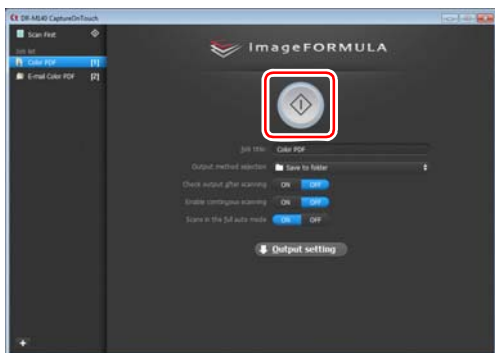 DR-M140 CaptureOnTouch
Scan First
Job list
Color PDF [1]
E-mail Color PDF [2]
imageFORMULA
Job title: Color PDF
Output method selection Save to folder
Check output after scanning ON OFF
Enable continuous scanning ON OFF
Scans in the full auto mode ON OFF
Output setting